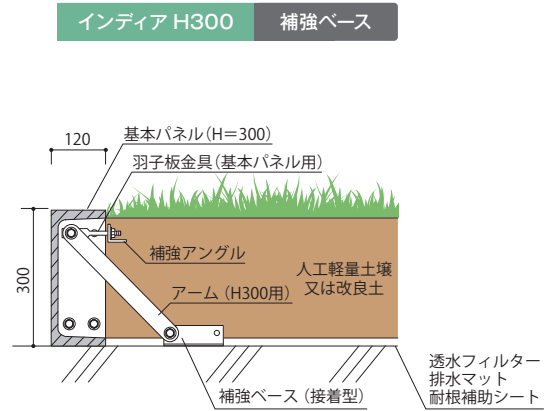 インディア H300 補強ベース
120
基本パネル(H=300)
羽子板金具(基本パネル用)
補強アングル
人工軽量土壌
又は改良土
300
アーム(H300用)
補強ベース(接着型)
透水フィルター
排水マット
耐根補助シート